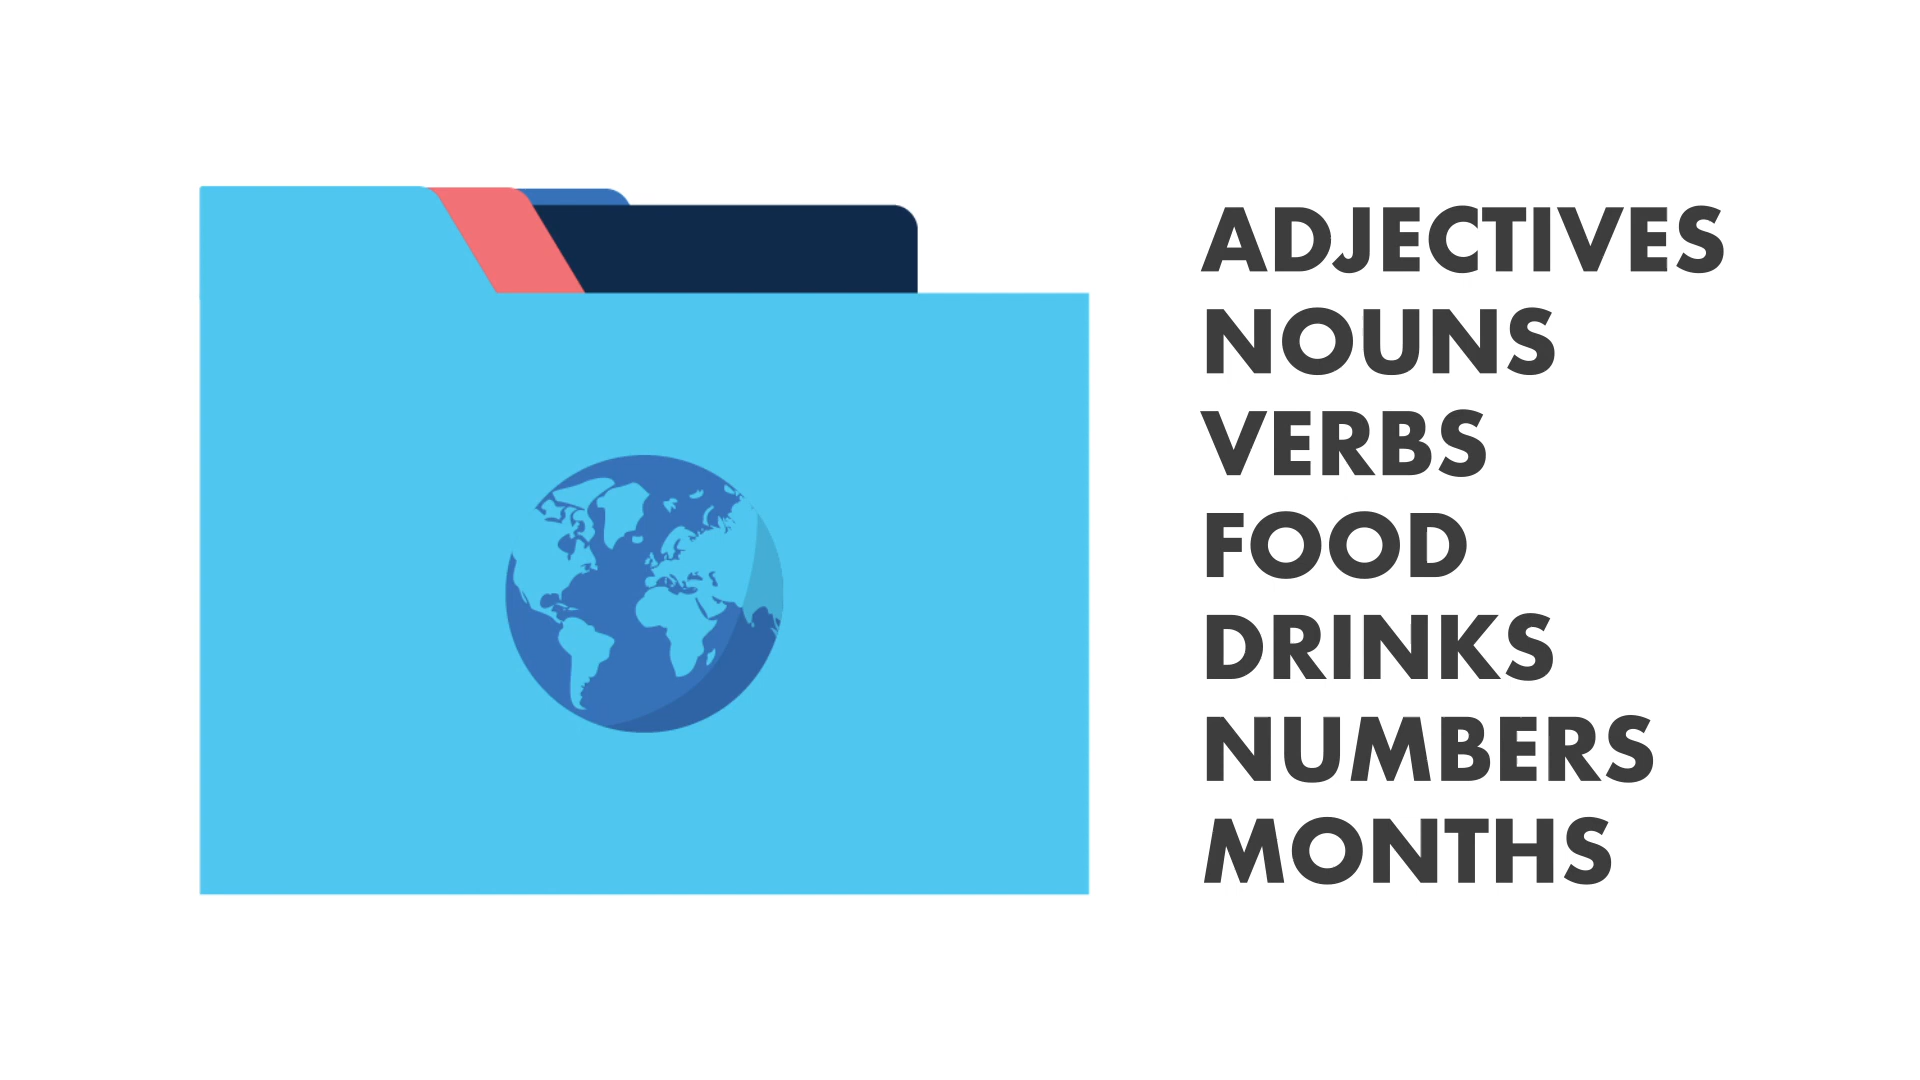 ADJECTIVES
NOUNS
VERBS
FOOD
DRINKS
NUMBERS
MONTHS